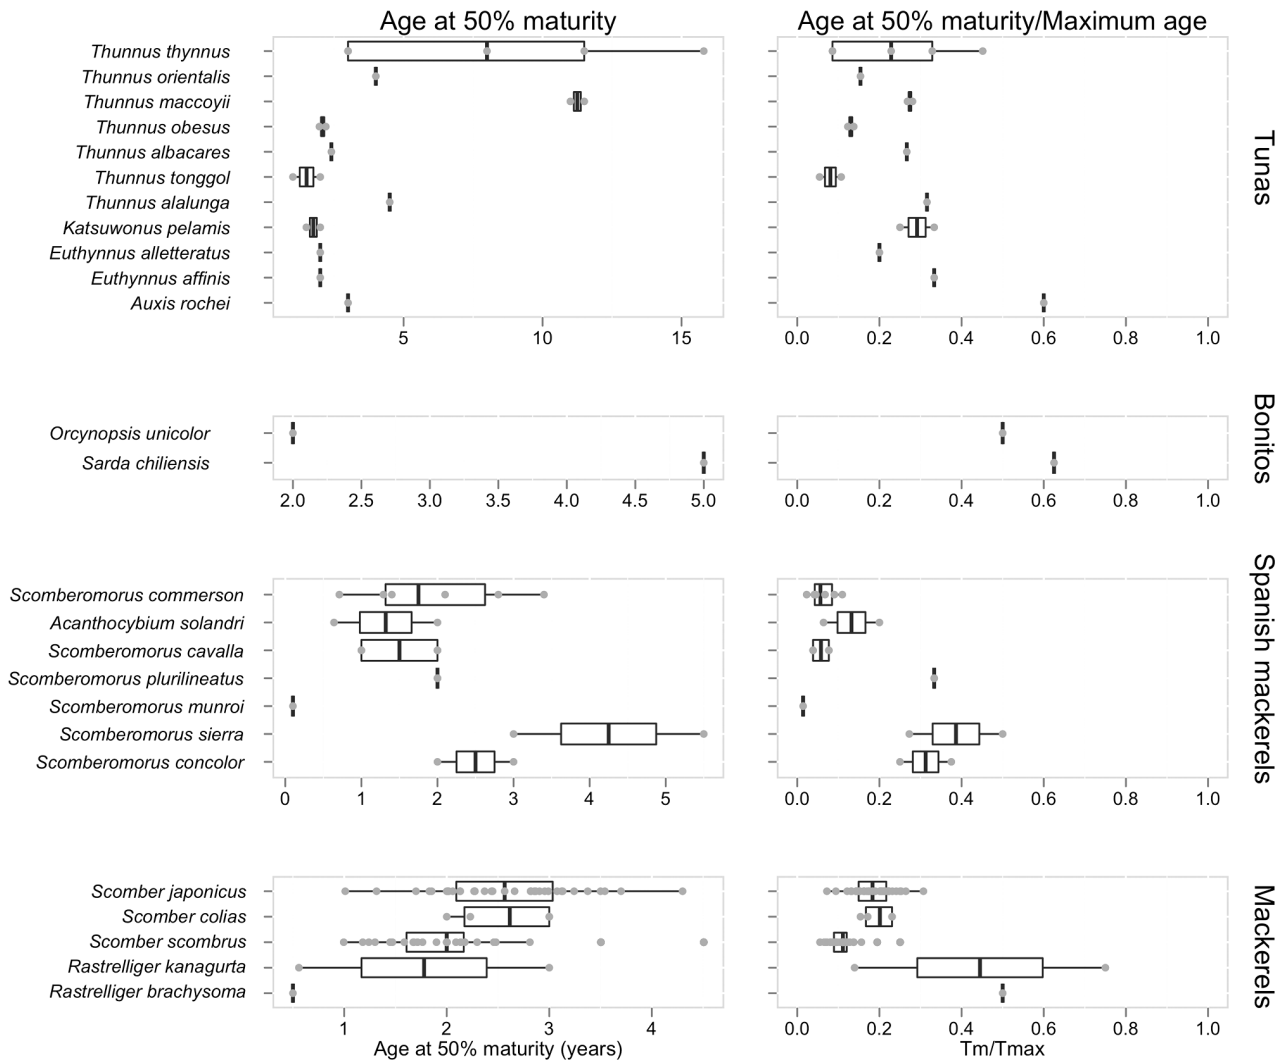 Age at 50% maturity
Age at 50% maturity/Maximum age
Thunnus thynnus
Thunnus orientalis
Thunnus maccoyii
Thunnus obesus
Thunnus albacares
Thunnus tonggol
Thunnus alalunga
Katsuwonus pelamis
Euthynnus alletteratus
Euthynnus affinis
Auxis rochei
Tunas
5 10 15
0.0 0.2 0.4 0.6 0.8 1.0
Orcynopsis unicolor
Sarda chiliensis
Bonitos
2.0 2.5 3.0 3.5 4.0 4.5 5.0
0.0 0.2 0.4 0.6 0.8 1.0
Scomberomorus commerson
Acanthocybium solandri
Scomberomorus cavalla
Scomberomorus plurilineatus
Scomberomorus munroi
Scomberomorus sierra
Scomberomorus concolor
Spanish mackerels
0 1 2 3 4 5
0.0 0.2 0.4 0.6 0.8 1.0
Scomber japonicus
Scomber colias
Scomber scombrus
Rastrelliger kanagurta
Rastrelliger brachysoma
Mackerels
1 2 3 4
0.0 0.2 0.4 0.6 0.8 1.0
Age at 50% maturity (years)
Tm/Tmax